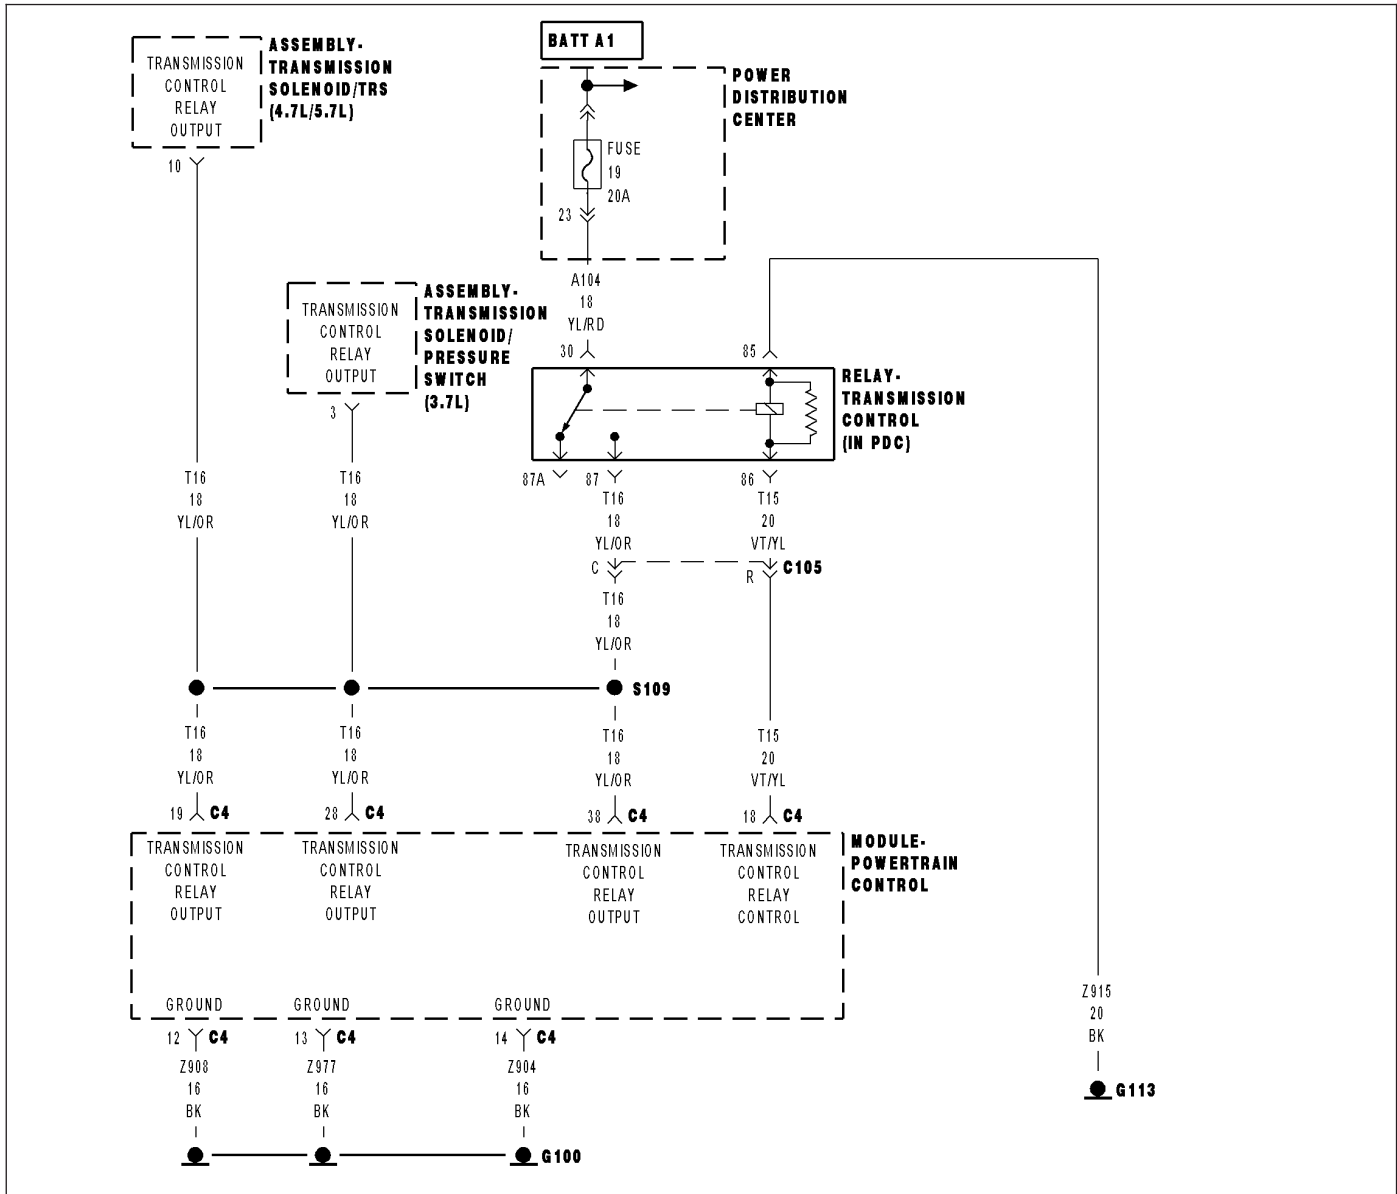 BATT A1
ASSEMBLY-
TRANSMISSION
SOLENOID/TRS
(4.7L/5.7L)
TRANSMISSION
CONTROL
RELAY
OUTPUT
10
POWER
DISTRIBUTION
CENTER
FUSE
19
20A
23
A104
18
YL/RD
ASSEMBLY-
TRANSMISSION
SOLENOID/
PRESSURE
SWITCH
(3.7L)
TRANSMISSION
CONTROL
RELAY
OUTPUT
3
30
85
RELAY-
TRANSMISSION
CONTROL
(IN PDC)
87A
87
86
T16
18
YL/OR
T16
18
YL/OR
T16
18
YL/OR
T15
20
VT/YL
C
R
C105
T16
18
YL/OR
S109
T16
18
YL/OR
T16
18
YL/OR
T16
18
YL/OR
T15
20
VT/YL
19
C4
28
C4
38
C4
18
C4
MODULE-
POWERTRAIN
CONTROL
TRANSMISSION
CONTROL
RELAY
OUTPUT
TRANSMISSION
CONTROL
RELAY
OUTPUT
TRANSMISSION
CONTROL
RELAY
OUTPUT
TRANSMISSION
CONTROL
RELAY
CONTROL
GROUND
GROUND
GROUND
12
C4
13
C4
14
C4
Z908
16
BK
Z977
16
BK
Z904
16
BK
G100
Z915
20
BK
G113